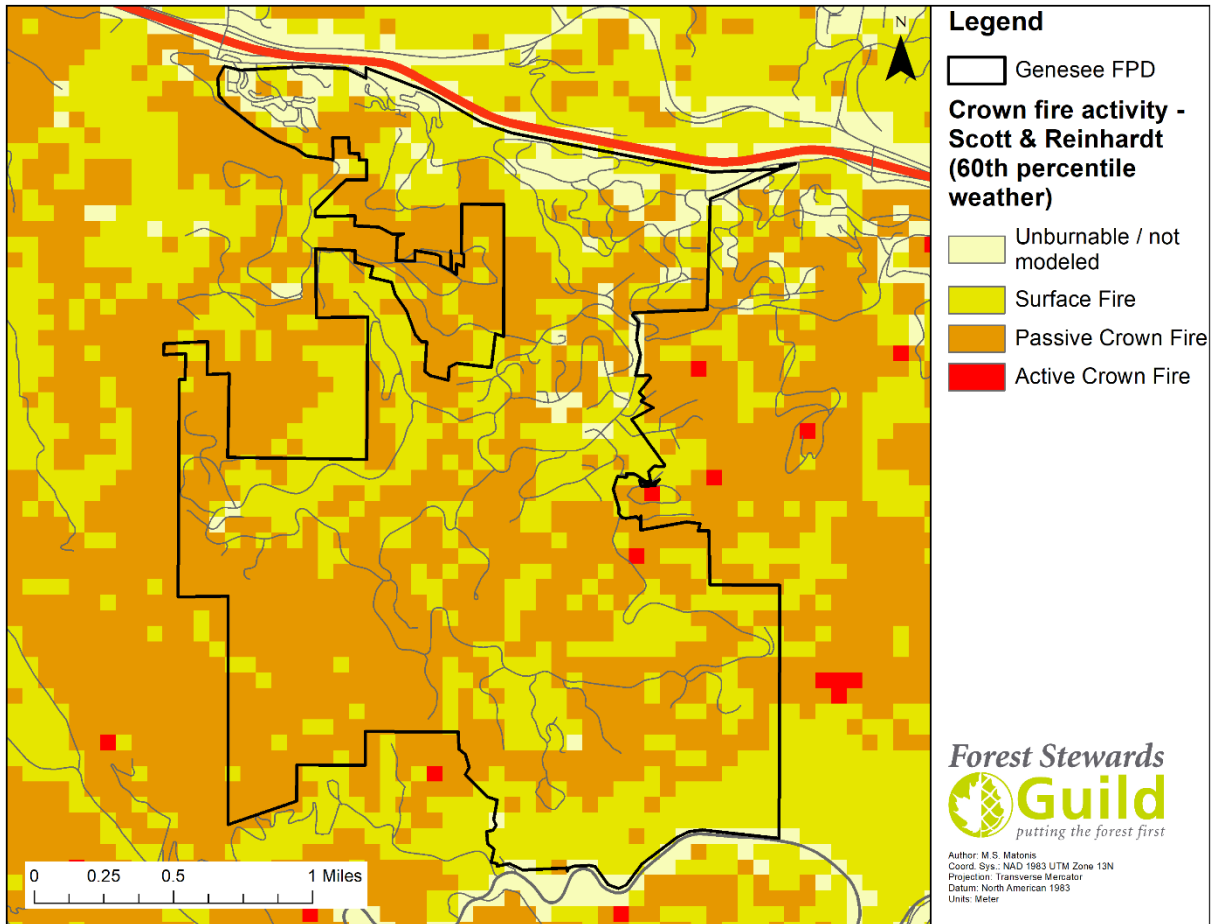 N
Legend
Genesee FPD
Crown fire activity -
Scott & Reinhardt
(60th percentile
weather)
Unburnable / not
modeled
Surface Fire
Passive Crown Fire
Active Crown Fire
Forest Stewards
Guild
putting the forest first
Author: M.S. Matonis
Coord. Sys.: NAD 1983 UTM Zone 13N
Projection: Transverse Mercator
Datum: North American 1983
Units: Meter
0 0.25 0.5 1 Miles